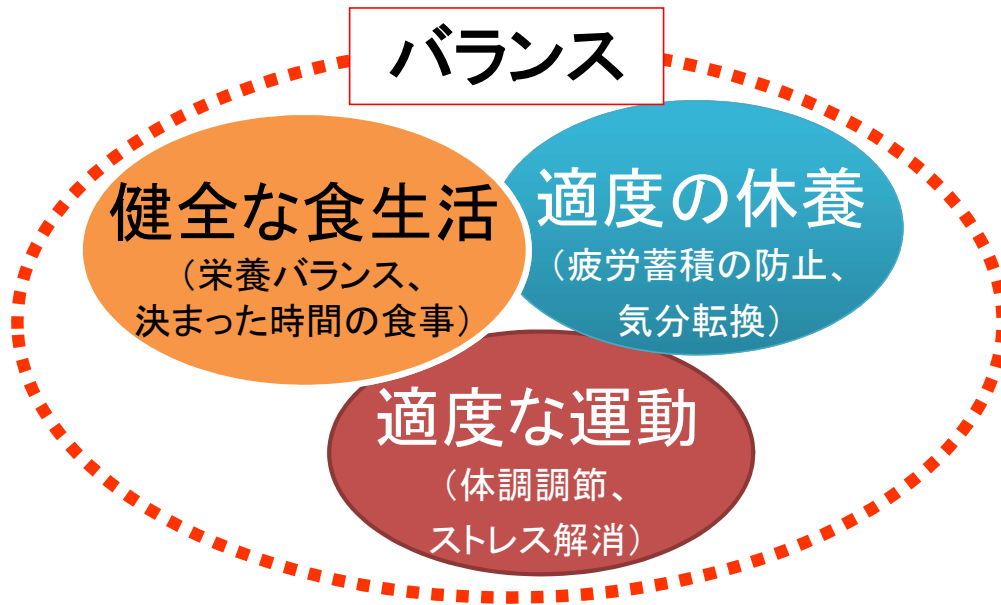 バランス
健全な食生活
（栄養バランス、
決まった時間の食事）
適度の休養
（疲労蓄積の防止、
気分転換）
適度な運動
（体調調節、
ストレス解消）